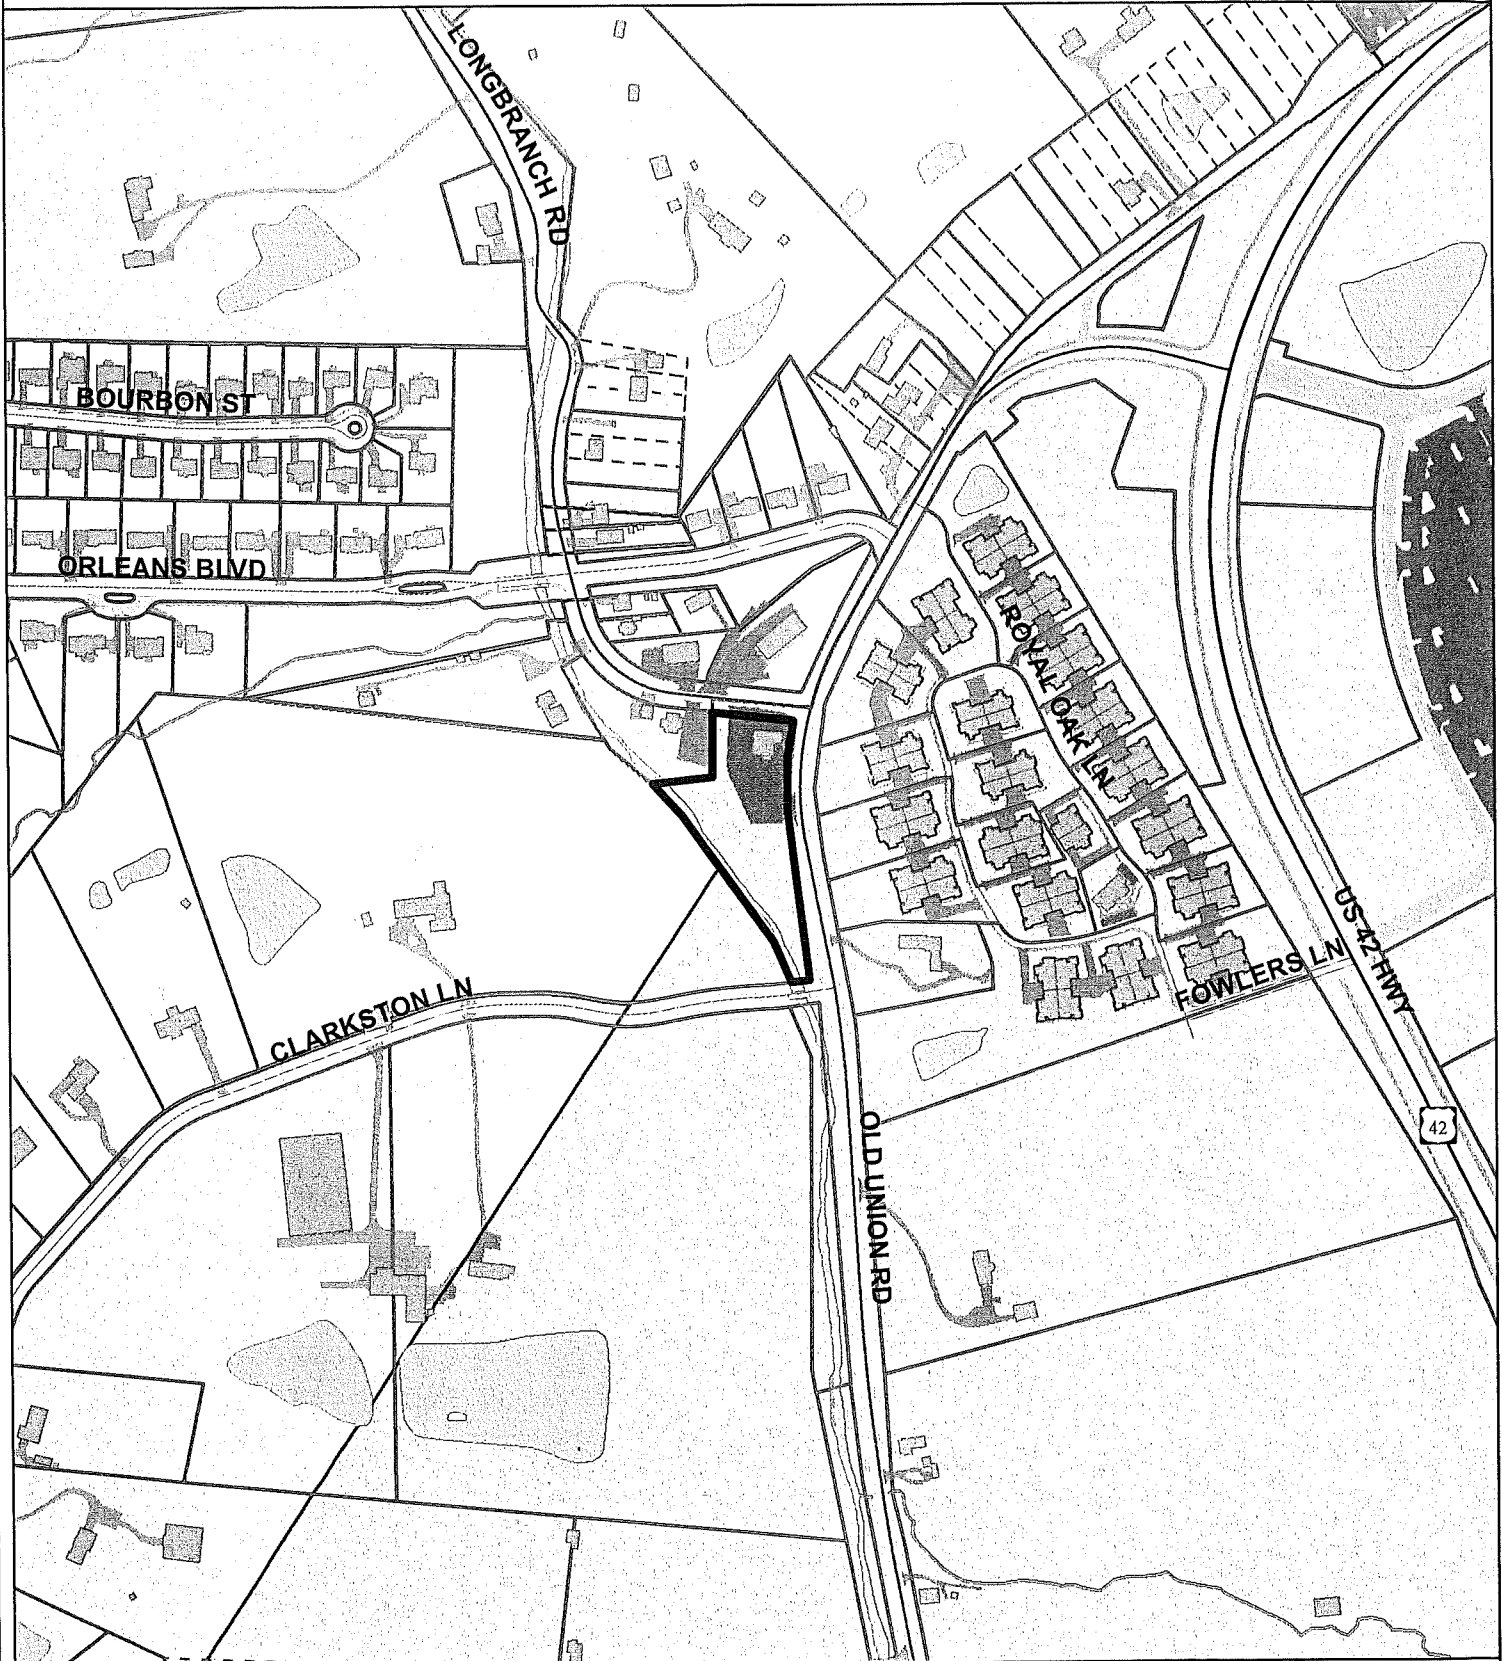 LONGBRANCH RD
BOURBON ST
ORLEANS BLVD
ROYAL OAK LN
US 42 HWY
FOWLERS LN
CLARKSTON LN
42
OLD UNION RD